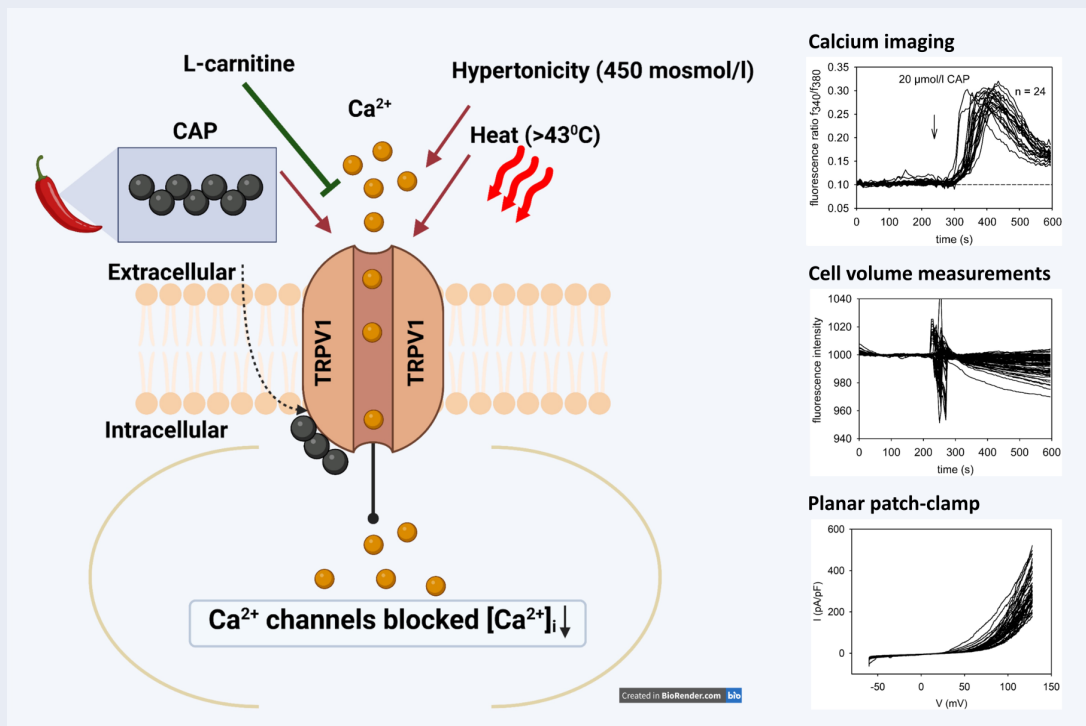 L-carnitine
Hypertonicity (450 mosmol/l)
Ca²⁺
CAP
Heat (>43⁰C)
Extracellular
TRPV1
TRPV1
Intracellular
Ca²⁺ channels blocked [Ca²⁺]ᵢ↓
Created in BioRender.com bio
Calcium imaging
fluorescence ratio f340/f380
0.35
0.30
0.25
0.20
0.15
0.10
0.05
20 µmol/l CAP
n = 24
0 100 200 300 400 500 600
time (s)
Cell volume measurements
fluorescence intensity
1040
1020
1000
980
960
940
0 100 200 300 400 500 600
time (s)
Planar patch-clamp
I (pA/pF)
600
400
200
0
-50 0 50 100 150
V (mV)